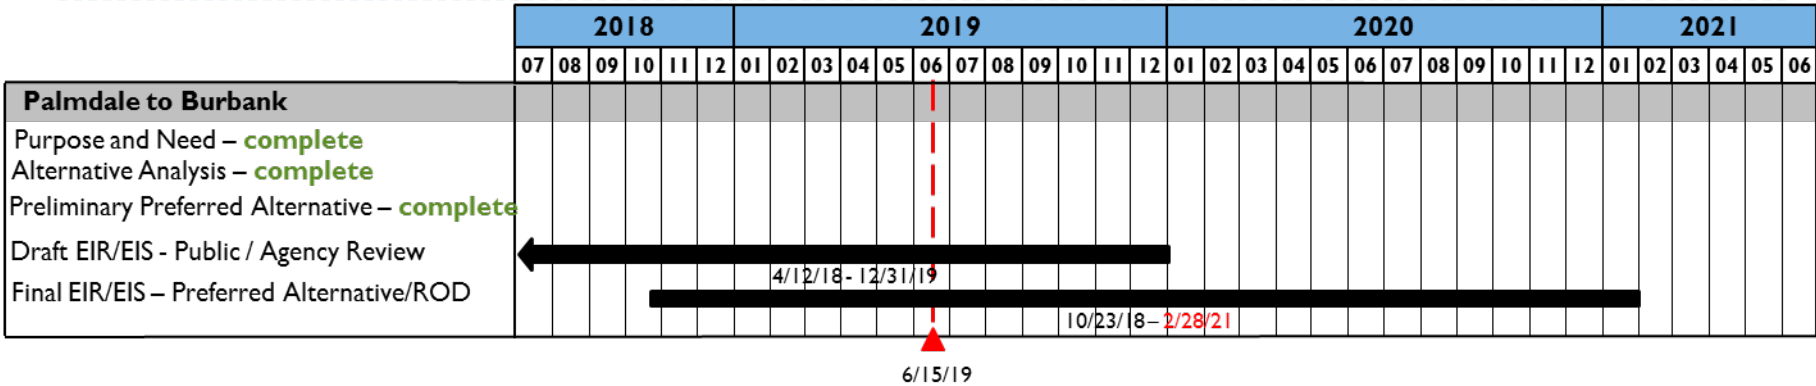 2018 2019 2020 2021
07 08 09 10 11 12 01 02 03 04 05 06 07 08 09 10 11 12 01 02 03 04 05 06 07 08 09 10 11 12 01 02 03 04 05 06
Palmdale to Burbank
Purpose and Need – complete
Alternative Analysis – complete
Preliminary Preferred Alternative – complete
Draft EIR/EIS - Public / Agency Review
4/12/18 - 12/31/19
Final EIR/EIS – Preferred Alternative/ROD
10/23/18 – 2/28/21
6/15/19